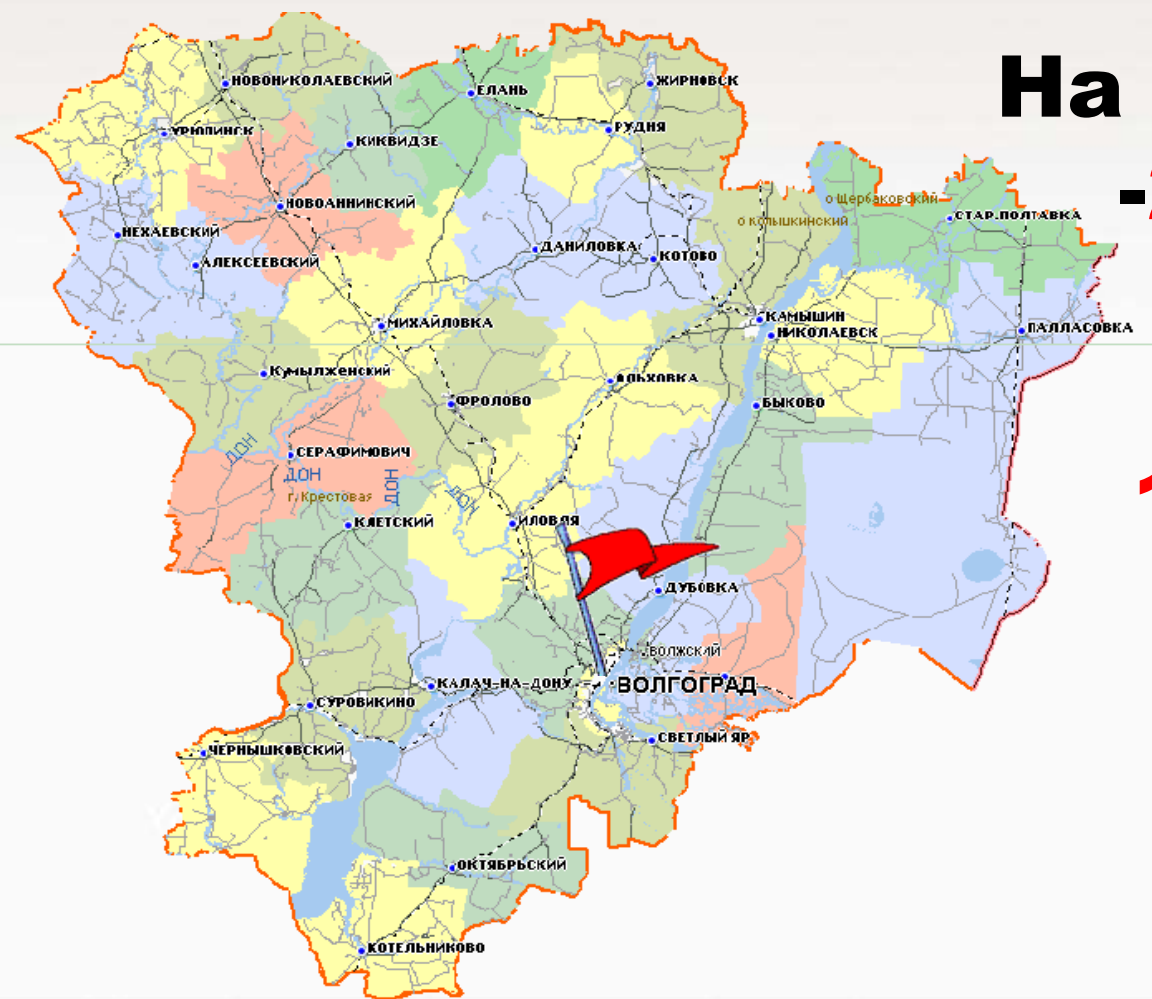 На
НОВОНИКОЛАЕВСКИЙ
ЕЛАНЬ
ЖИРНОВСК
УРЮПИНСК
КИКВИДЗЕ
РУДНЯ
НОВОАННИНСКИЙ
о Щербаковский
о колышкинский
СТАР.ПОЛТАВКА
НЕХАЕВСКИЙ
АЛЕКСЕЕВСКИЙ
ДАНИЛОВКА
КОТОВО
МИХАЙЛОВКА
КАМЫШИН
НИКОЛАЕВСК
ПАЛЛАСОВКА
Кумылженский
ОЛЬХОВКА
ФРОЛОВО
БЫКОВО
ДОН
СЕРАФИМОВИЧ
ДОН
ДОН
ДОН
г. Крестовая
КЛЕТСКИЙ
ИЛОВЛЯ
ДУБОВКА
ВОЛЖСКИЙ
КАЛАЧ-НА-ДОНУ
ВОЛГОГРАД
СУРОВИКИНО
СВЕТЛЫЙ ЯР
ЧЕРНЫШКОВСКИЙ
ОКТЯБРЬСКИЙ
КОТЕЛЬНИКОВО